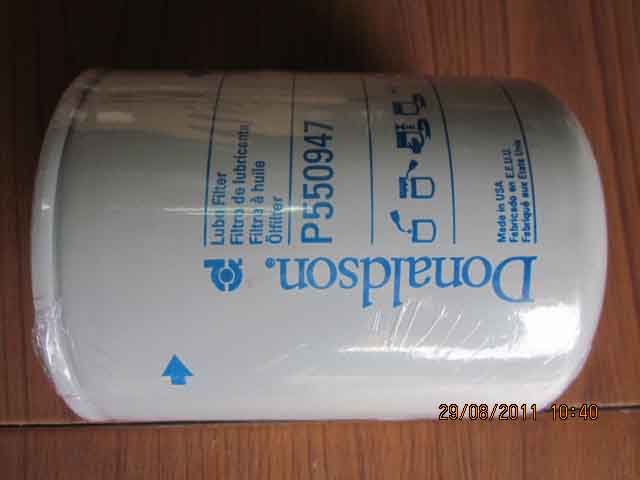 Donaldson.
Lube Filter
Filtro de lubricante
Filtre à huile
Ölfilter
P550947
Made in USA
Fabricado en E.E.U.U.
Fabriqué aux États Unis
29/08/2011 10:40